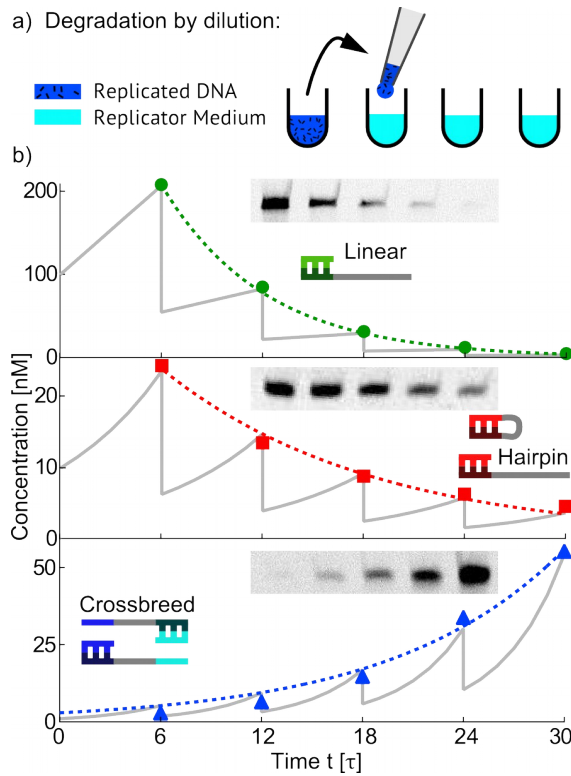 a) Degradation by dilution:
Replicated DNA
Replicator Medium
b)
200
100
0
Linear
20
10
0
Hairpin
Concentration [nM]
50
25
0
Crossbreed
0 6 12 18 24 30
Time t [τ]